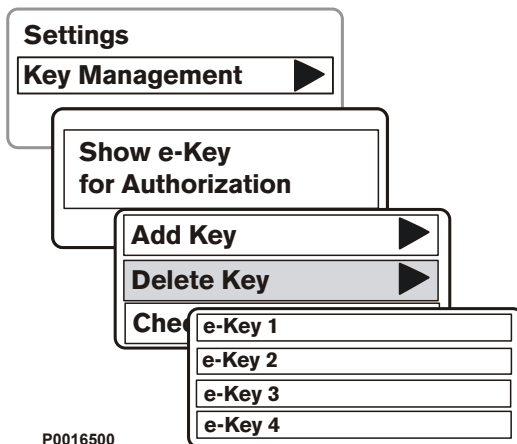 Settings
Key Management
Show e-Key
for Authorization
Add Key
Delete Key
e-Key 1
e-Key 2
e-Key 3
e-Key 4
P0016500